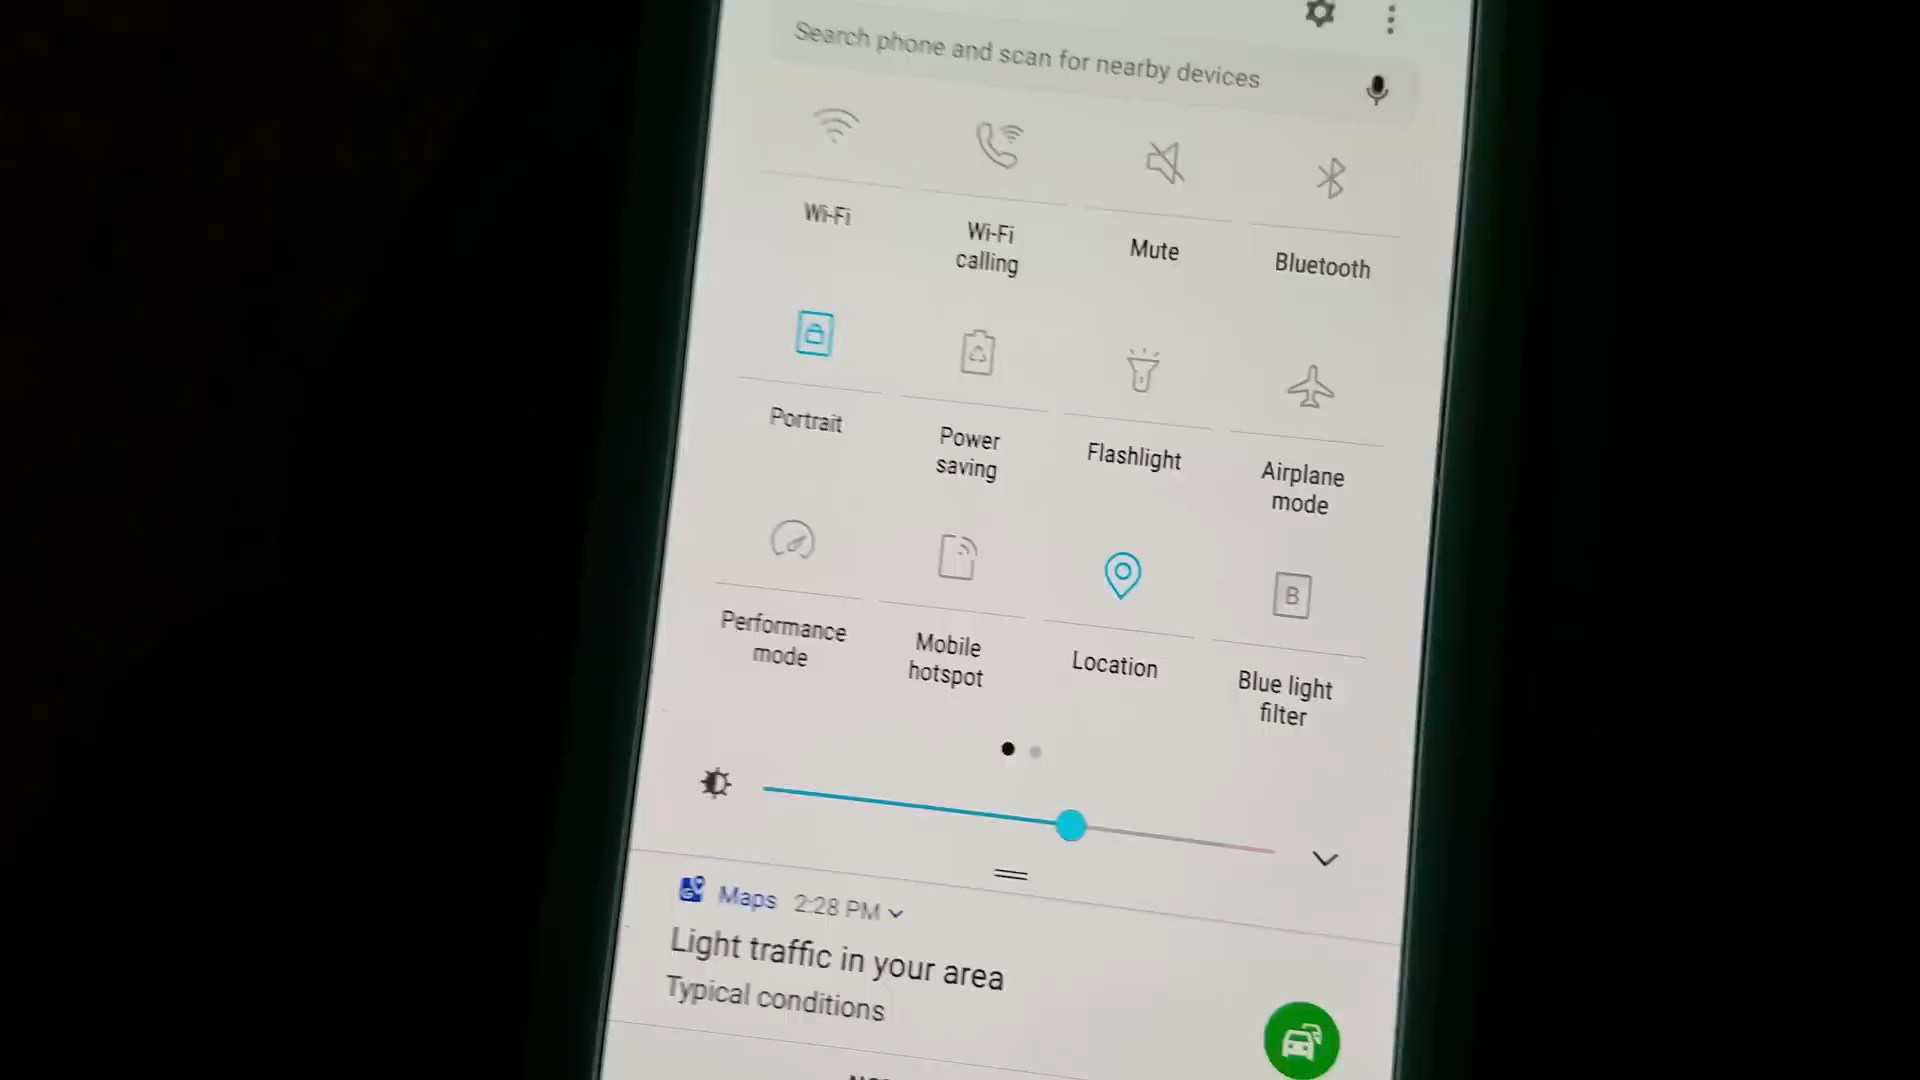 Search phone and scan for nearby devices
Wi-Fi
Wi-Fi
calling
Mute
Bluetooth
Portrait
Power
saving
Flashlight
Airplane
mode
Performance
mode
Mobile
hotspot
Location
B
Blue light
filter
Maps 2:28 PM
Light traffic in your area
Typical conditions